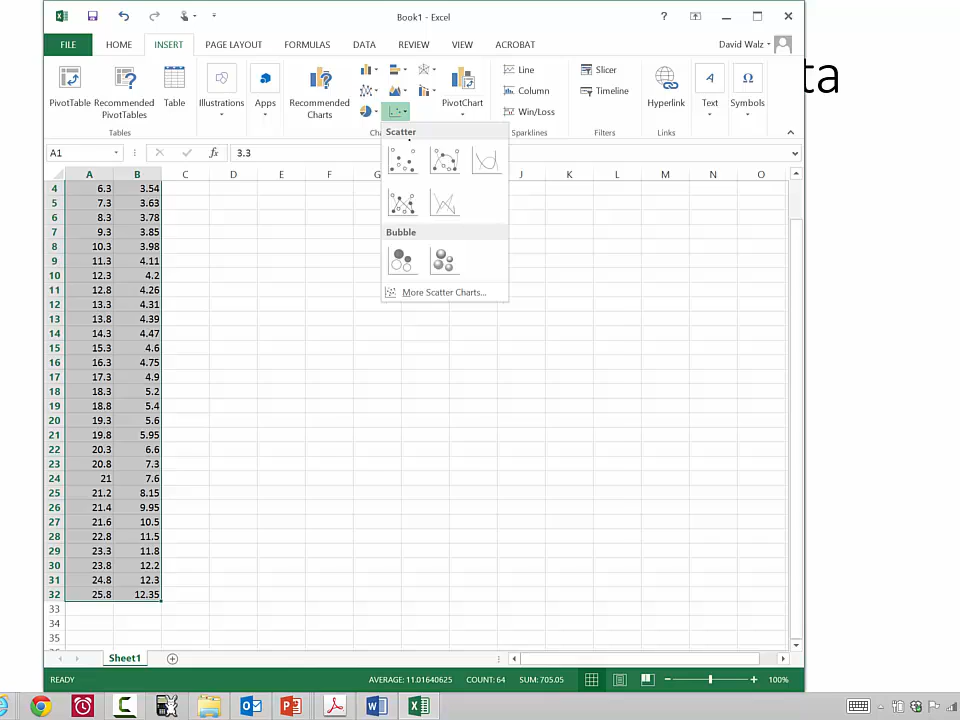 Book1 - Excel
?
FILE HOME INSERT PAGE LAYOUT FORMULAS DATA REVIEW VIEW ACROBAT David Walz
ta
PivotTable Recommended PivotTables Table Illustrations Apps Recommended Charts PivotChart Line Column Win/Loss Slicer Timeline Hyperlink Text Symbols
Tables Cha Sparklines Filters Links
Scatter
A1 fx 3.3
A B C D E F G J K L M N O
4 6.3 3.54
5 7.3 3.63
6 8.3 3.78
7 9.3 3.85
8 10.3 3.98
9 11.3 4.11
10 12.3 4.2
11 12.8 4.26
12 13.3 4.31
13 13.8 4.39
14 14.3 4.47
15 15.3 4.6
16 16.3 4.75
17 17.3 4.9
18 18.3 5.2
19 18.8 5.4
20 19.3 5.6
21 19.8 5.95
22 20.3 6.6
23 20.8 7.3
24 21 7.6
25 21.2 8.15
26 21.4 9.95
27 21.6 10.5
28 22.8 11.5
29 23.3 11.8
30 23.8 12.2
31 24.8 12.3
32 25.8 12.35
33
34
35
Bubble
More Scatter Charts...
Sheet1
READY AVERAGE: 11.01640625 COUNT: 64 SUM: 705.05 100%